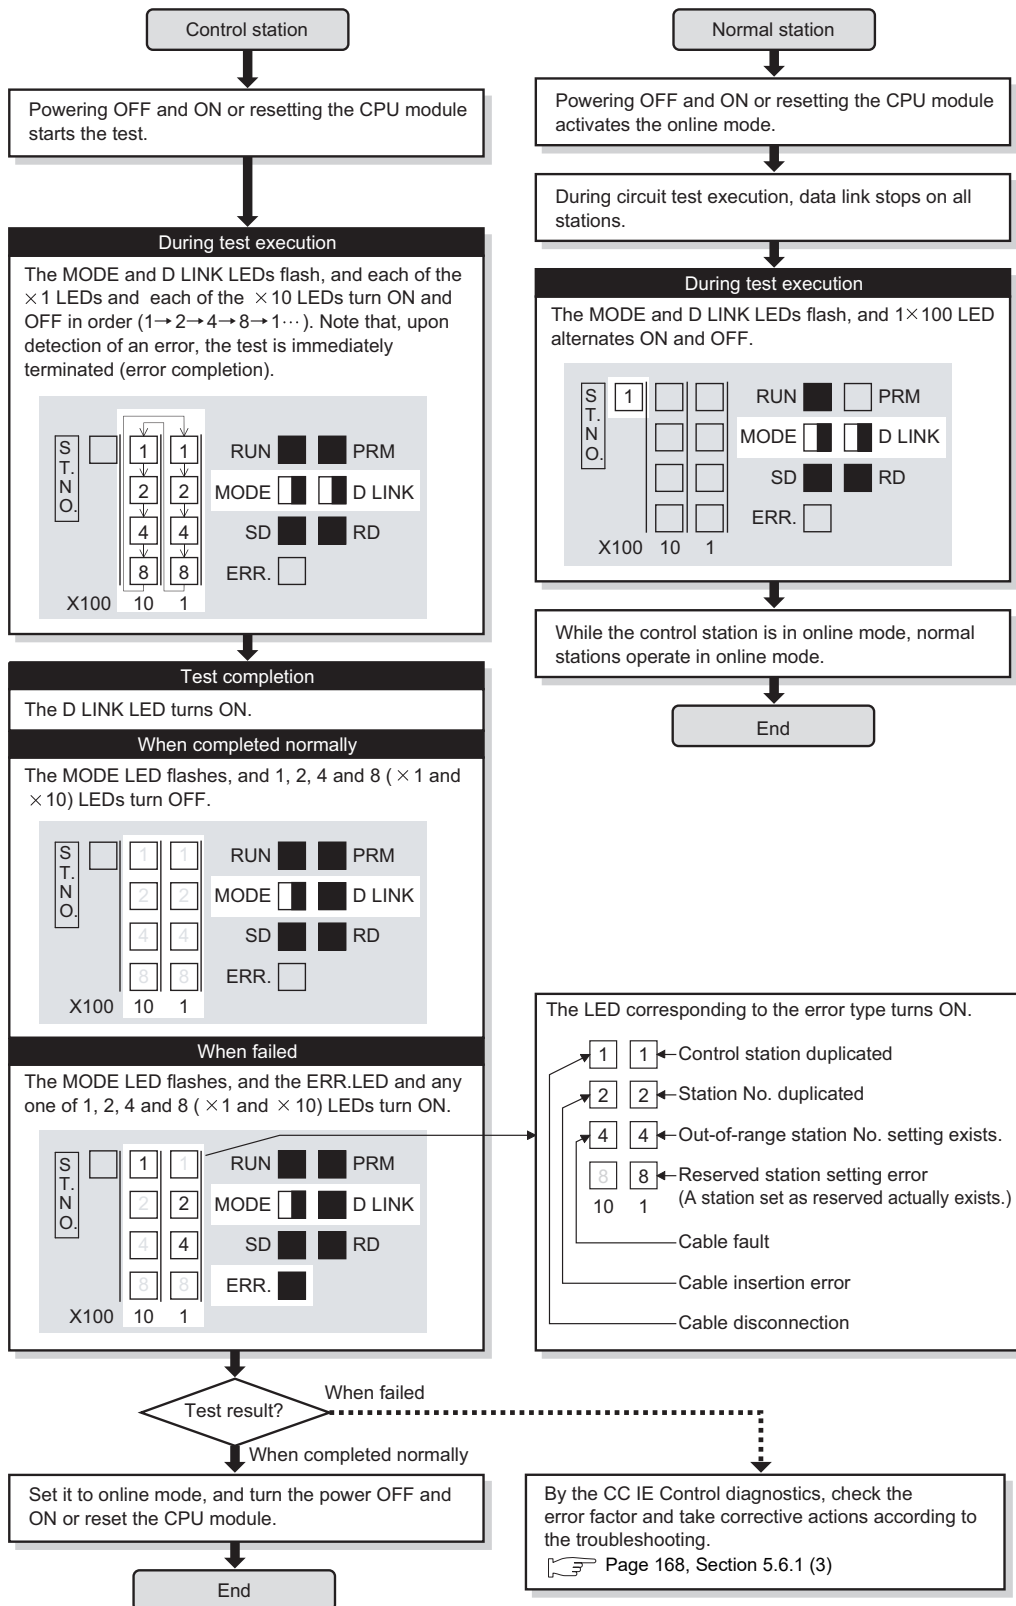 Control station
Powering OFF and ON or resetting the CPU module
starts the test.
During test execution
The MODE and D LINK LEDs flash, and each of the
×1 LEDs and each of the ×10 LEDs turn ON and
OFF in order (1→2→4→8→1···). Note that, upon
detection of an error, the test is immediately
terminated (error completion).
S
T.
N
O.
1 1 RUN PRM
2 2 MODE D LINK
4 4 SD RD
8 8 ERR.
X100 10 1
Test completion
The D LINK LED turns ON.
When completed normally
The MODE LED flashes, and 1, 2, 4 and 8 (×1 and
×10) LEDs turn OFF.
S
T.
N
O.
1 1 RUN PRM
2 2 MODE D LINK
4 4 SD RD
8 8 ERR.
X100 10 1
When failed
The MODE LED flashes, and the ERR.LED and any
one of 1, 2, 4 and 8 (×1 and ×10) LEDs turn ON.
S
T.
N
O.
1 1 RUN PRM
2 2 MODE D LINK
4 4 SD RD
8 8 ERR.
X100 10 1
Test result?
When failed
When completed normally
Set it to online mode, and turn the power OFF and
ON or reset the CPU module.
End
Normal station
Powering OFF and ON or resetting the CPU module
activates the online mode.
During circuit test execution, data link stops on all
stations.
During test execution
The MODE and D LINK LEDs flash, and 1×100 LED
alternates ON and OFF.
S
T.
N
O.
1 RUN PRM
MODE D LINK
SD RD
ERR.
X100 10 1
While the control station is in online mode, normal
stations operate in online mode.
End
The LED corresponding to the error type turns ON.
1 1 Control station duplicated
2 2 Station No. duplicated
4 4 Out-of-range station No. setting exists.
8 8 Reserved station setting error
(A station set as reserved actually exists.)
10 1
Cable fault
Cable insertion error
Cable disconnection
By the CC IE Control diagnostics, check the
error factor and take corrective actions according to
the troubleshooting.
Page 168, Section 5.6.1 (3)